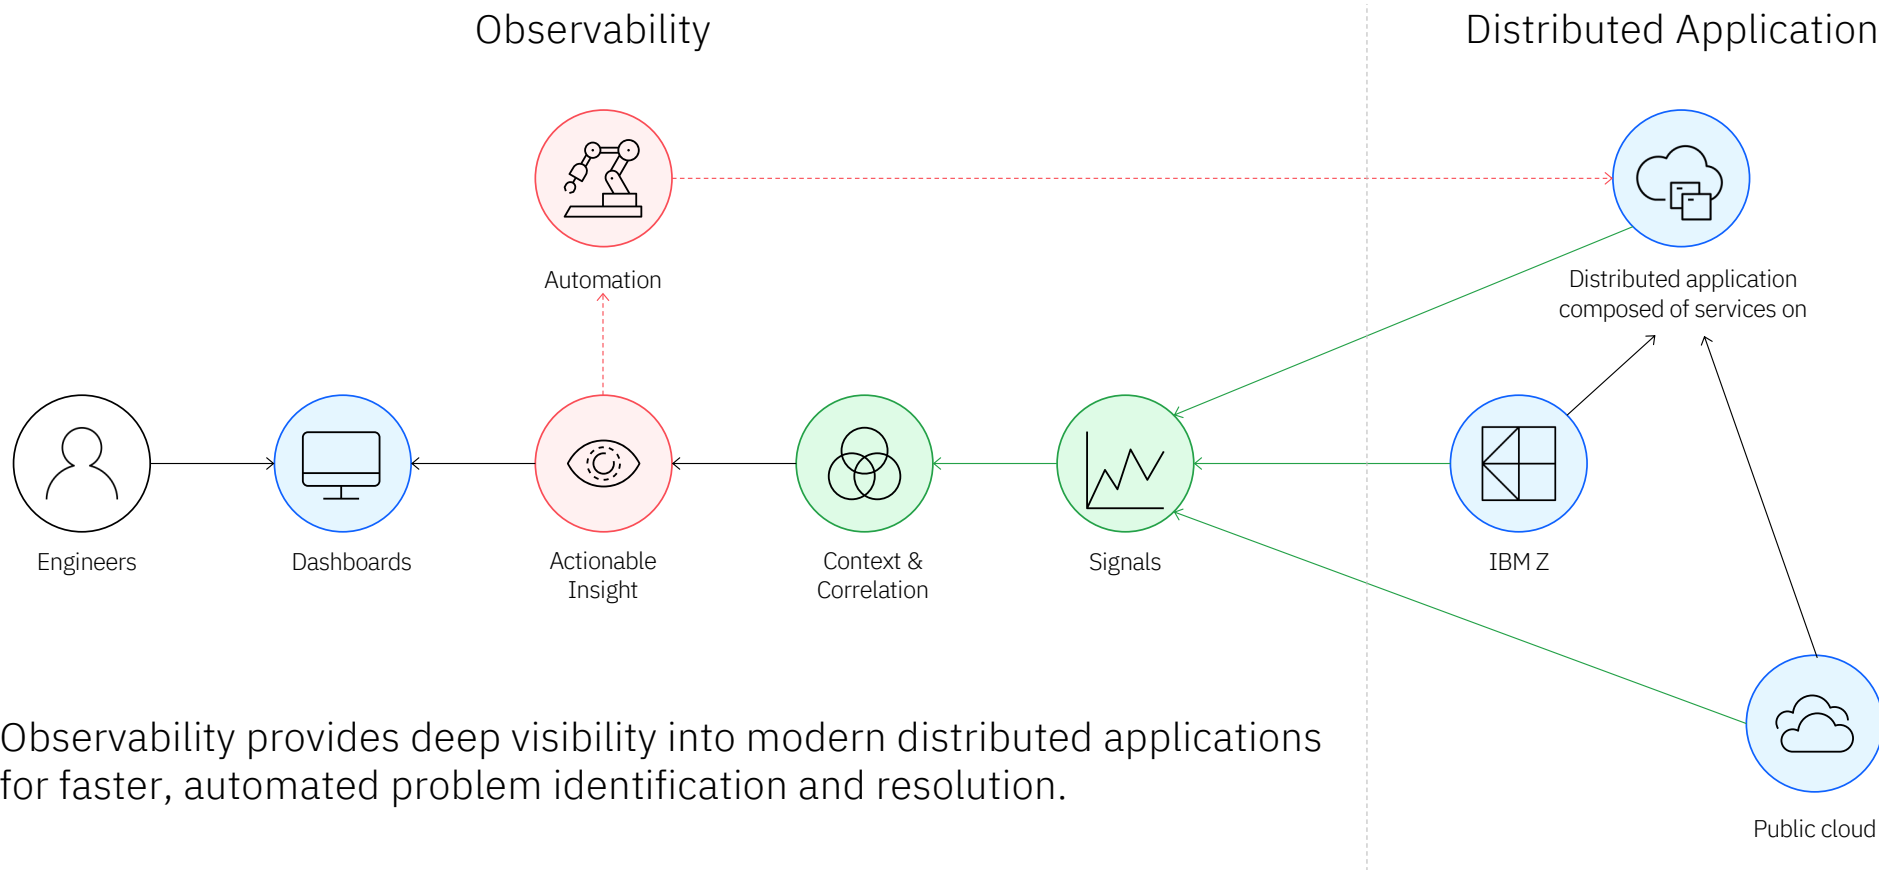 Observability
Distributed Application
Automation
Distributed application
composed of services on
Engineers
Dashboards
Actionable
Insight
Context &
Correlation
Signals
IBM Z
Observability provides deep visibility into modern distributed applications
for faster, automated problem identification and resolution.
Public cloud